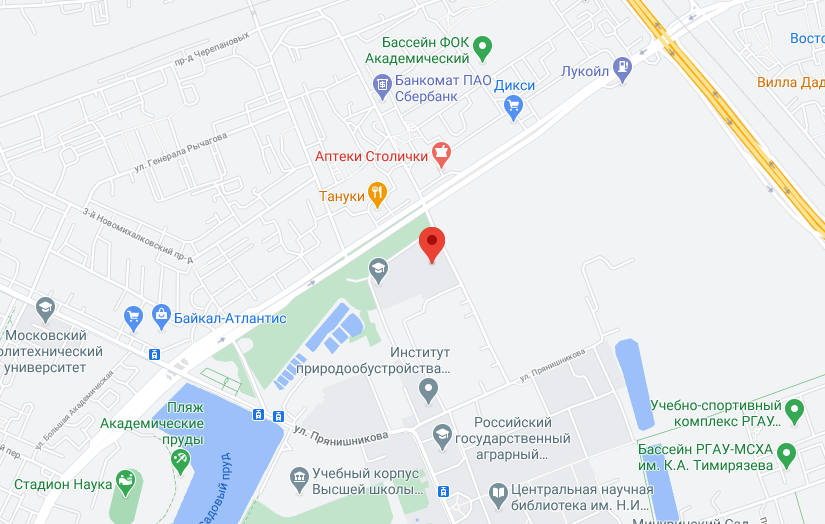 Бассейн ФОК
Академический
Восто
пр-д Черепановых
Лукойл
Банкомат ПАО
Сбербанк
Дикси
Вилла Дад
ул. Генерала Рычагова
Аптеки Столички
Тануки
3-й Новомихалковский пр-д
Байкал-Атлантис
Московский
олитехнический
университет
Институт
природообустройства...
ул. Прянишникова
ул. Большая Академическая
Пляж
Академические
пруды
Учебно-спортивный
комплекс РГАУ...
ул. Прянишникова
Российский
государственный
аграрный...
Бассейн РГАУ-МСХА
им. К.А. Тимирязева
й пер.
Стадион Наука
Садовый пруд
Учебный корпус
Высшей школы...
Центральная научная
библиотека им. Н.И...
Мичуринский Сад